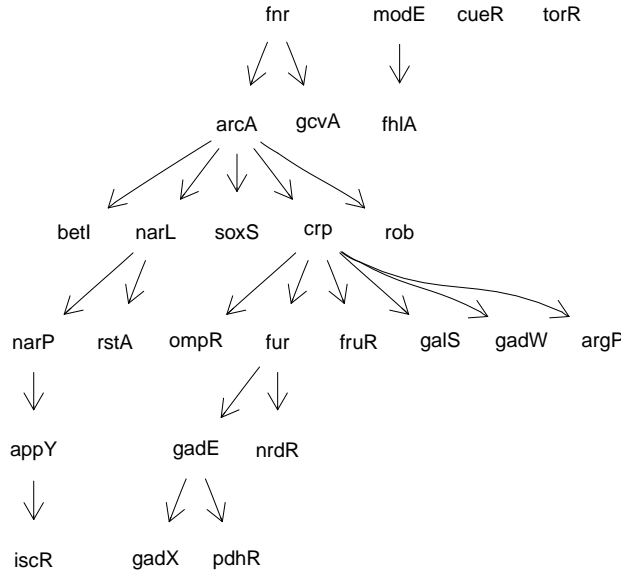 fnr modE cueR torR
arcA gcvA fhlA
betI narL soxS crp rob
narP rstA ompR fur fruR galS gadW argP
appY gadE nrdR
iscR gadX pdhR